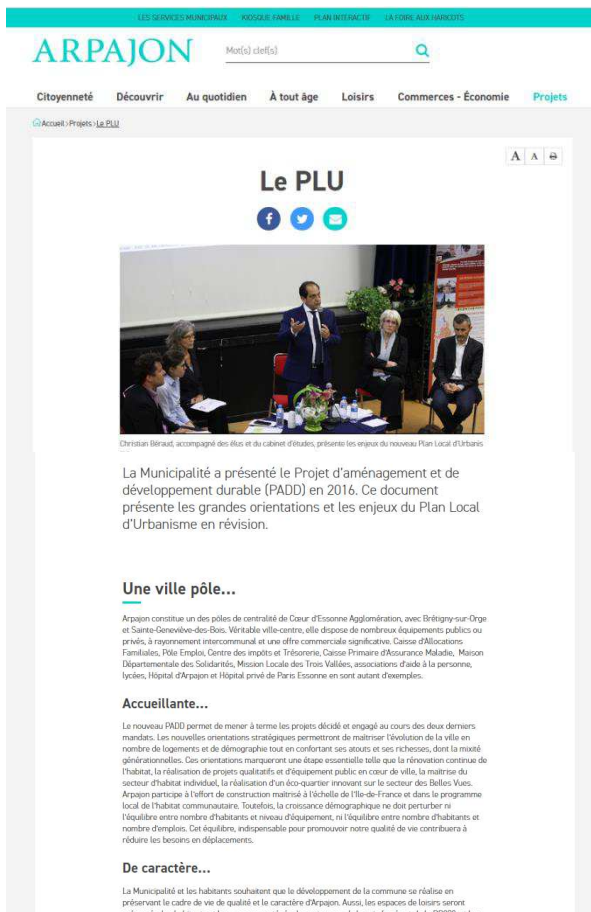 LES SERVICES MUNICIPAUX KIOSQUE FAMILLE PLAN INTERACTIF LA FOIRE AUX HARICOTS
ARPAJON
Mot(s) clef(s)
Citoyenneté Découvrir Au quotidien À tout âge Loisirs Commerces - Économie Projets
Accueil > Projets > Le PLU
A A
Le PLU
Christian Béraud, accompagné des élus et du cabinet d'études, présente les enjeux du nouveau Plan Local d'Urbanis
La Municipalité a présenté le Projet d'aménagement et de
développement durable (PADD) en 2016. Ce document
présente les grandes orientations et les enjeux du Plan Local
d'Urbanisme en révision.
Une ville pôle...
Arpajon constitue un des pôles de centralité de Cœur d'Essonne Agglomération, avec Brétigny-sur-Orge
et Sainte-Geneviève-des-Bois. Véritable ville-centre, elle dispose de nombreux équipements publics ou
privés, à rayonnement intercommunal et une offre commerciale significative. Caisse d'Allocations
Familiales, Pôle Emploi, Centre des impôts et Trésorerie, Caisse Primaire d'Assurance Maladie, Maison
Départementale des Solidarités, Mission Locale des Trois Vallées, associations d'aide à la personne,
lycées, Hôpital d'Arpajon et Hôpital privé de Paris Essonne en sont autant d'exemples.
Accueillante...
Le nouveau PADD permet de mener à terme les projets décidé et engagé au cours des deux derniers
mandats. Les nouvelles orientations stratégiques permettront de maîtriser l'évolution de la ville en
nombre de logements et de démographie tout en confortant ses atouts et ses richesses, dont la mixité
générationnelles. Ces orientations marqueront une étape essentielle telle que la rénovation continue de
l'habitat, la réalisation de projets qualitatifs et d'équipement public en cœur de ville, la maîtrise du
secteur d'habitat individuel, la réalisation d'un éco-quartier innovant sur le secteur des Belles Vues.
Arpajon participe à l'effort de construction maîtrisé à l'échelle de l'Ile-de-France et dans le programme
local de l'habitat communautaire. Toutefois, la croissance démographique ne doit perturber ni
l'équilibre entre nombre d'habitants et niveau d'équipement, ni l'équilibre entre nombre d'habitants et
nombre d'emplois. Cet équilibre, indispensable pour promouvoir notre qualité de vie contribuera à
réduire les besoins en déplacements.
De caractère...
La Municipalité et les habitants souhaitent que le développement de la commune se réalise en
préservant le cadre de vie de qualité et le caractère d'Arpajon. Aussi, les espaces de loisirs seront